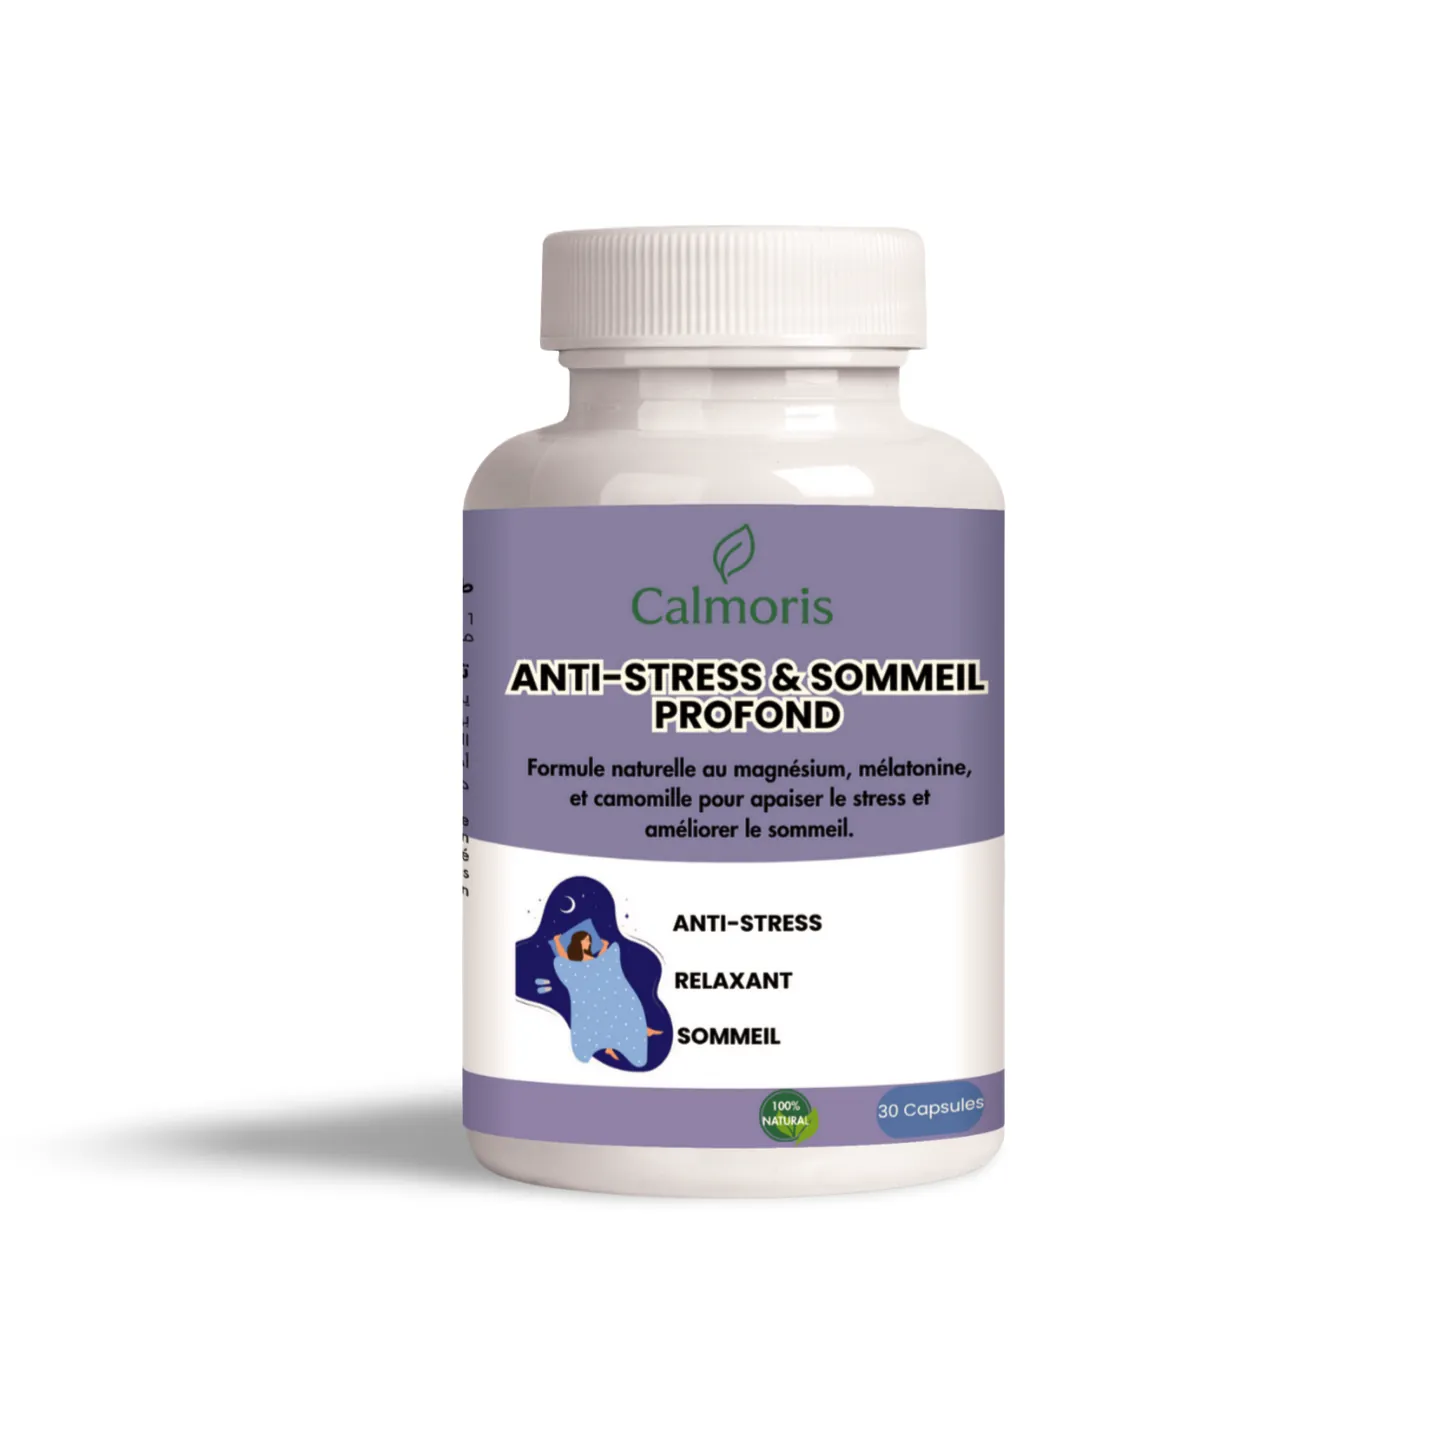 Calmoris
ANTI-STRESS & SOMMEIL
PROFOND
Formule naturelle au magnésium, mélatonine,
et camomille pour apaiser le stress et
améliorer le sommeil.
ANTI-STRESS
RELAXANT
SOMMEIL
100%
NATURAL
30 Capsules